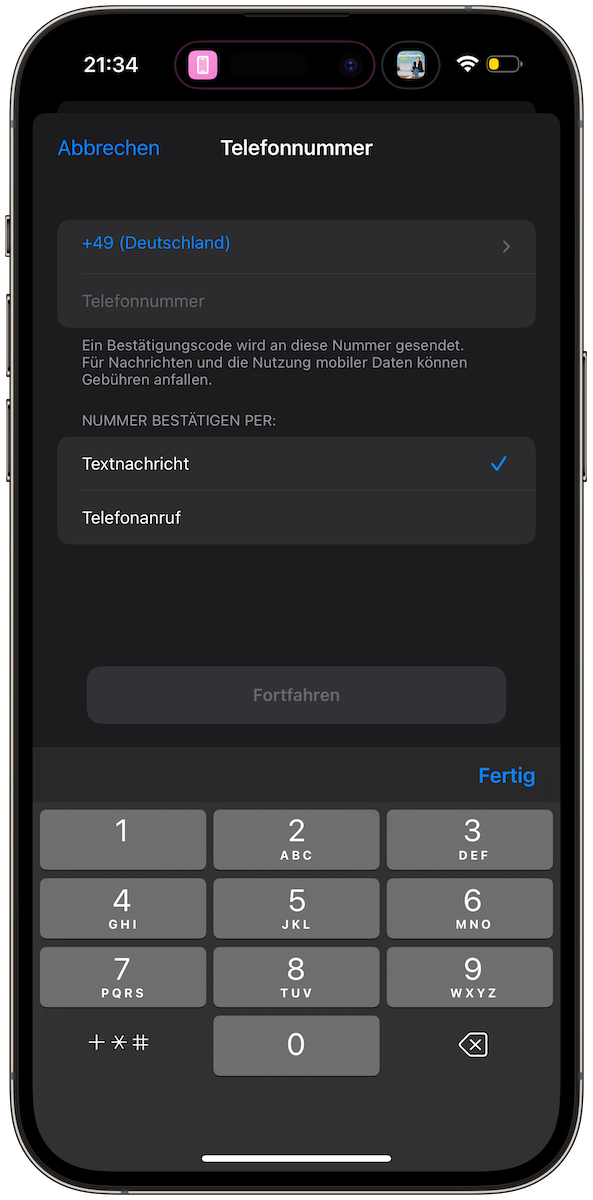 21:34
Abbrechen
Telefonnummer
+49 (Deutschland)
Telefonnummer
Ein Bestätigungscode wird an diese Nummer gesendet.
Für Nachrichten und die Nutzung mobiler Daten können
Gebühren anfallen.
NUMMER BESTÄTIGEN PER:
Textnachricht
Telefonanruf
Fortfahren
Fertig
1
2
ABC
3
DEF
4
GHI
5
JKL
6
MNO
7
PQRS
8
TUV
9
WXYZ
+*#
0